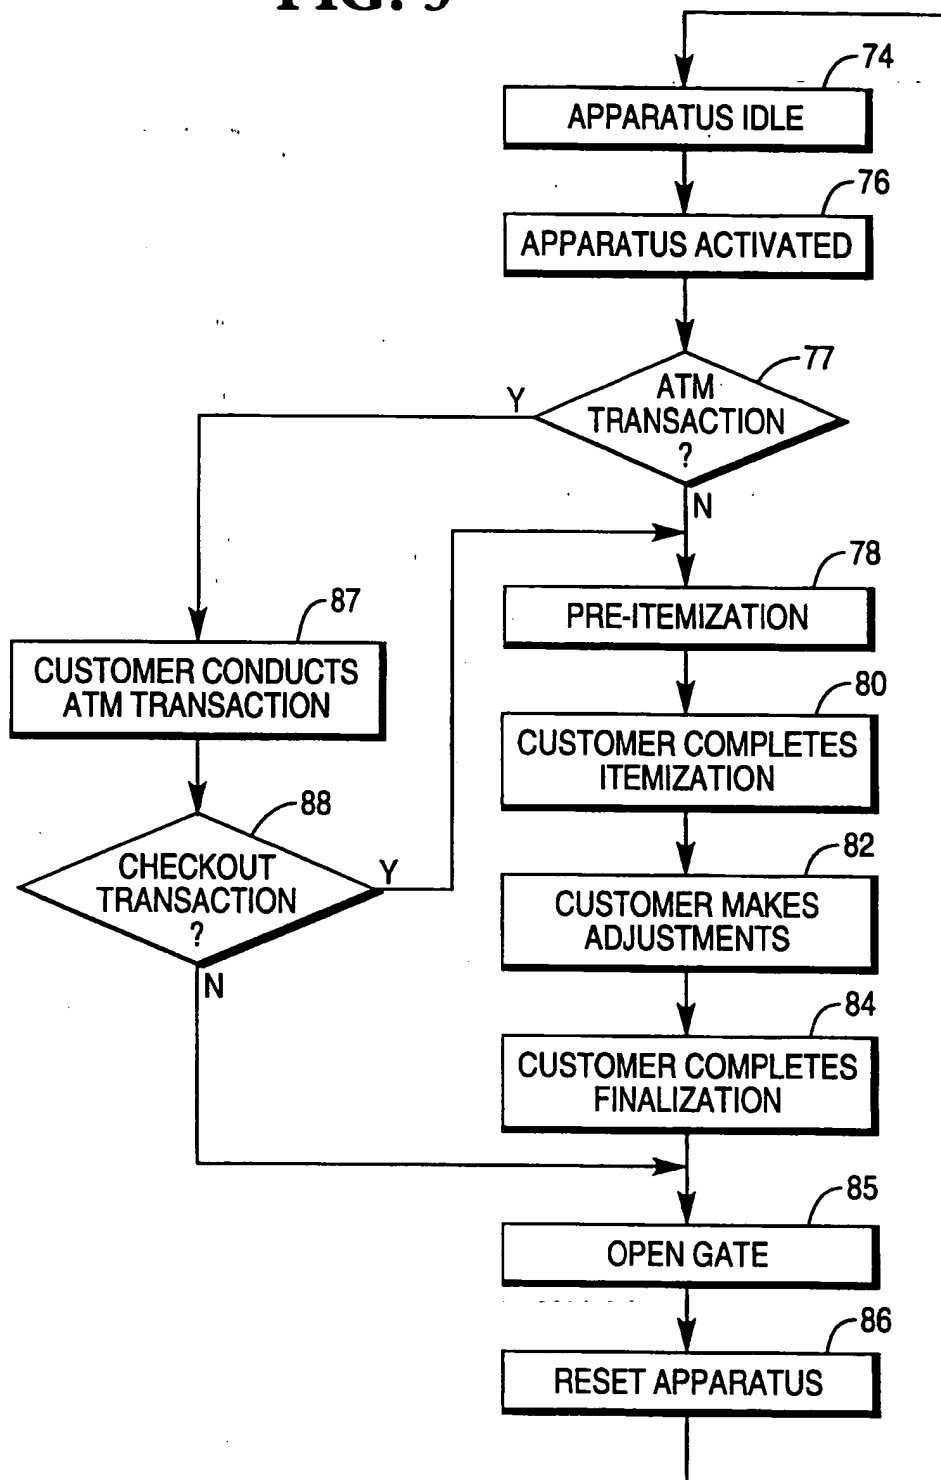 74
APPARATUS IDLE
76
APPARATUS ACTIVATED
77
ATM
TRANSACTION
?
Y
N
78
PRE-ITEMIZATION
87
CUSTOMER CONDUCTS
ATM TRANSACTION
80
CUSTOMER COMPLETES
ITEMIZATION
88
CHECKOUT
TRANSACTION
?
Y
N
82
CUSTOMER MAKES
ADJUSTMENTS
84
CUSTOMER COMPLETES
FINALIZATION
85
OPEN GATE
86
RESET APPARATUS